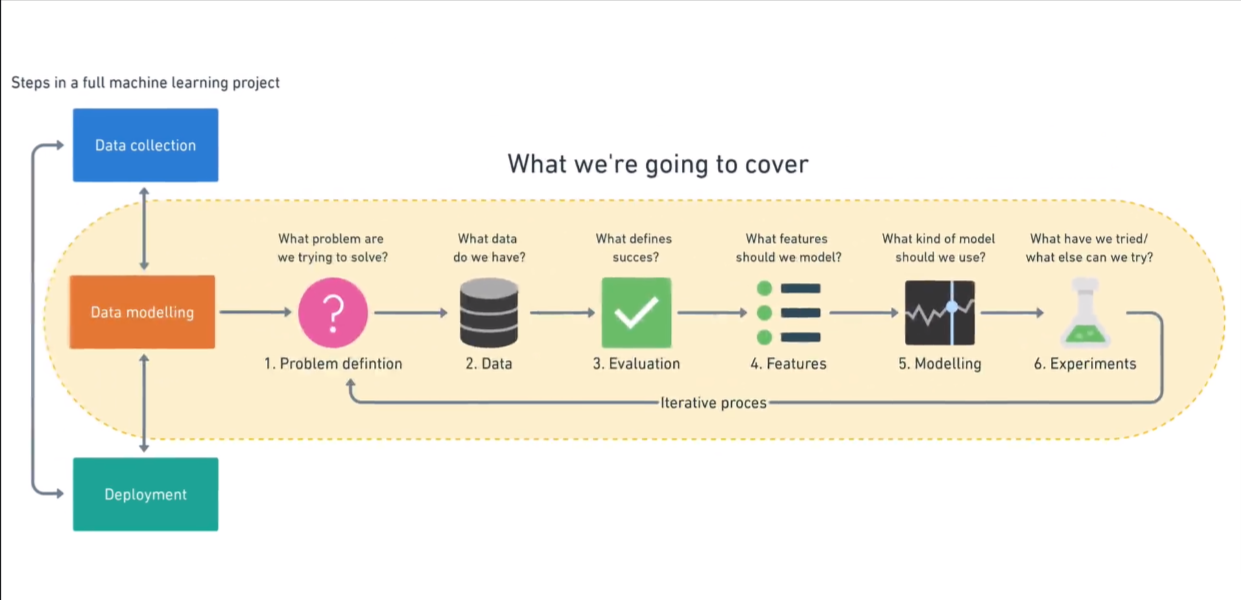 Steps in a full machine learning project
Data collection
What we're going to cover
What problem are
we trying to solve?
What data
do we have?
What defines
succes?
What features
should we model?
What kind of model
should we use?
What have we tried/
what else can we try?
Data modelling
?
1. Problem defintion
2. Data
3. Evaluation
4. Features
5. Modelling
6. Experiments
Iterative proces
Deployment